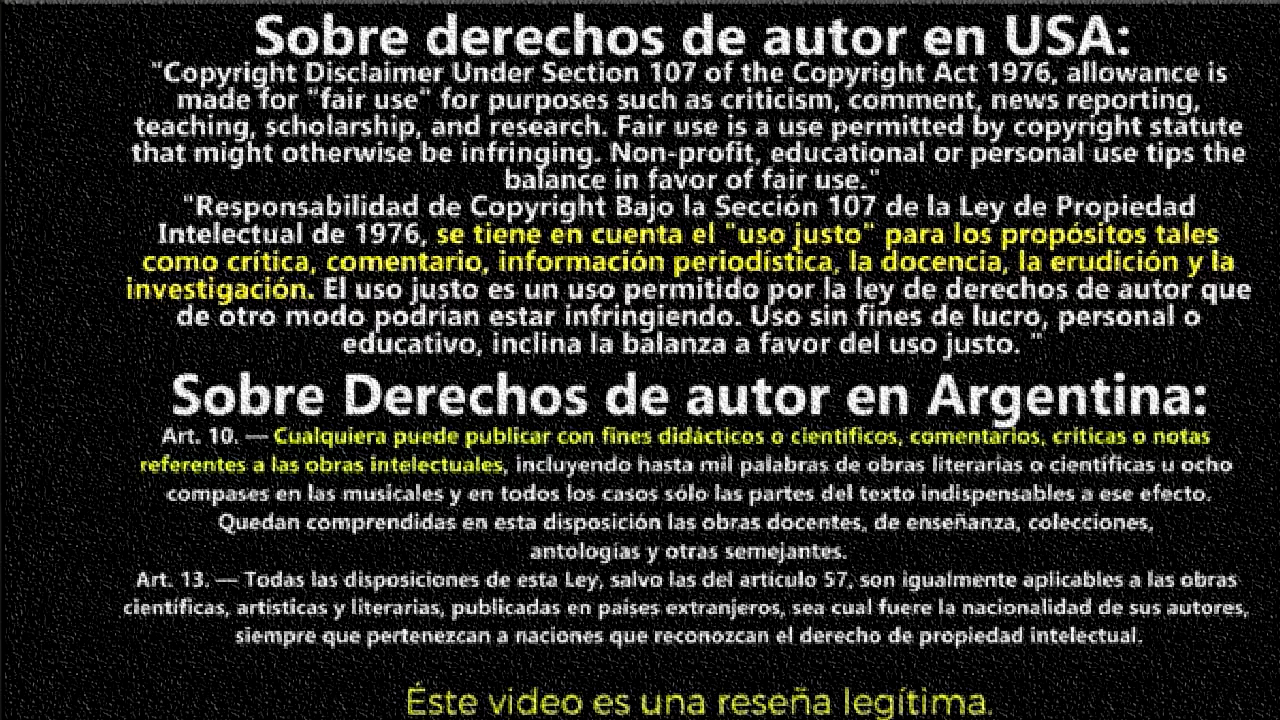 Sobre derechos de autor en USA:
"Copyright Disclaimer Under Section 107 of the Copyright Act 1976, allowance is
made for "fair use" for purposes such as criticism, comment, news reporting,
teaching, scholarship, and research. Fair use is a use permitted by copyright statute
that might otherwise be infringing. Non-profit, educational or personal use tips the
balance in favor of fair use."
"Responsabilidad de Copyright Bajo la Sección 107 de la Ley de Propiedad
Intelectual de 1976, se tiene en cuenta el "uso justo" para los propósitos tales
como crítica, comentario, información periodística, la docencia, la erudición y la
investigación. El uso justo es un uso permitido por la ley de derechos de autor que
de otro modo podrían estar infringiendo. Uso sin fines de lucro, personal o
educativo, inclina la balanza a favor del uso justo. "
Sobre Derechos de autor en Argentina:
Art. 10. — Cualquiera puede publicar con fines didácticos o científicos, comentarios, críticas o notas
referentes a las obras intelectuales, incluyendo hasta mil palabras de obras literarias o científicas u ocho
compases en las musicales y en todos los casos sólo las partes del texto indispensables a ese efecto.
Quedan comprendidas en esta disposición las obras docentes, de enseñanza, colecciones,
antologías y otras semejantes.
Art. 13. — Todas las disposiciones de esta Ley, salvo las del artículo 57, son igualmente aplicables a las obras
científicas, artísticas y literarias, publicadas en países extranjeros, sea cual fuere la nacionalidad de sus autores,
siempre que pertenezcan a naciones que reconozcan el derecho de propiedad intelectual.
Éste video es una reseña legítima.